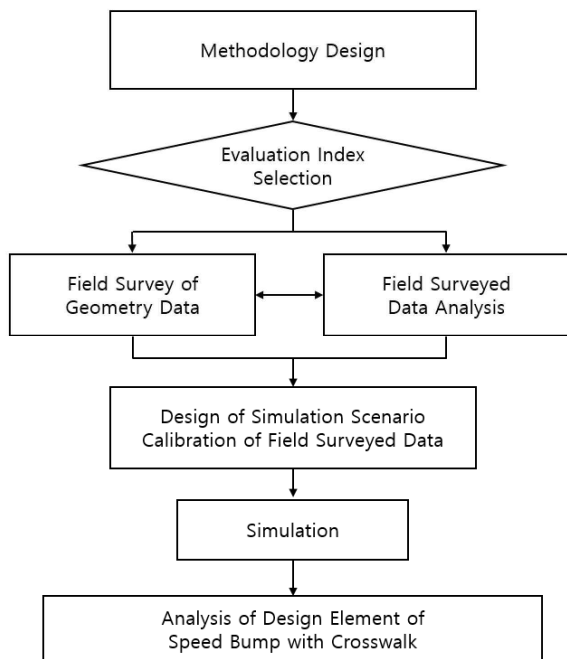 Methodology Design
Evaluation Index
Selection
Field Survey of
Geometry Data
Field Surveyed
Data Analysis
Design of Simulation Scenario
Calibration of Field Surveyed Data
Simulation
Analysis of Design Element of
Speed Bump with Crosswalk